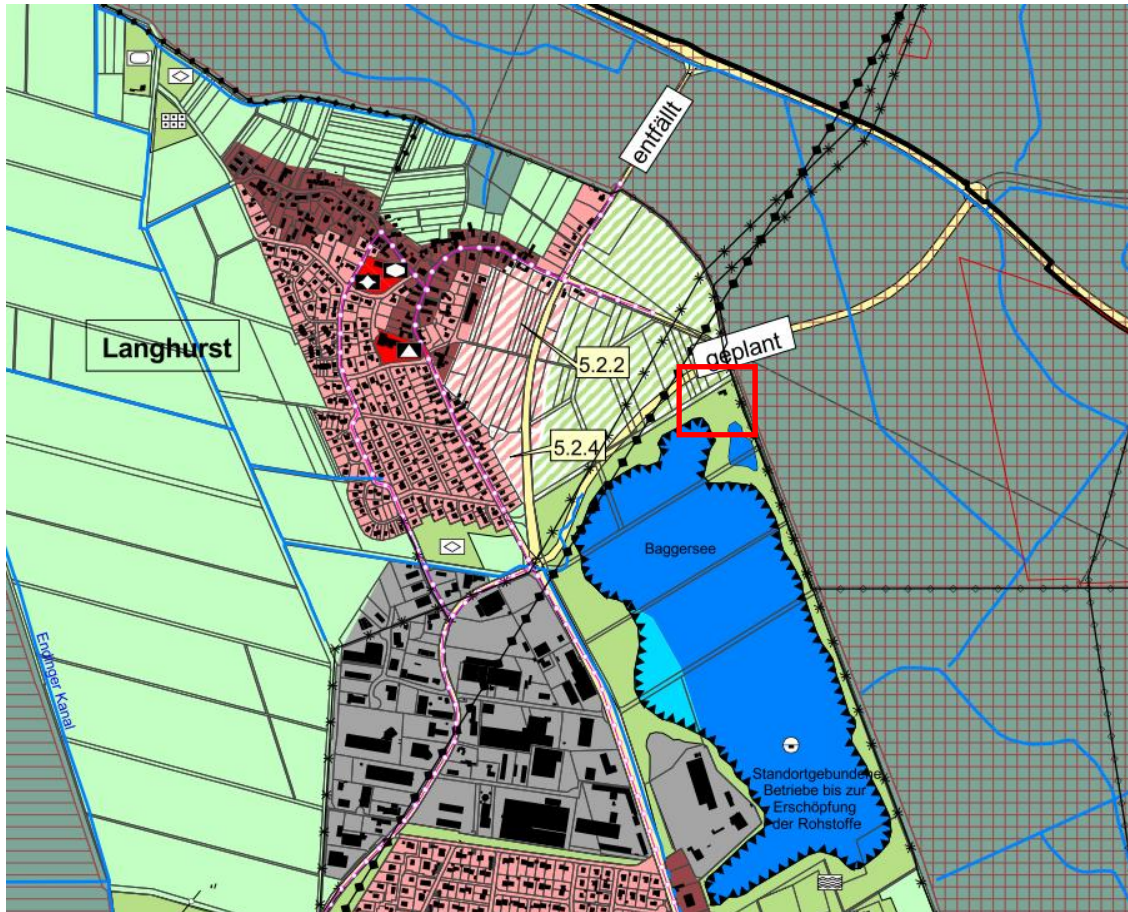 entfällt
Langhurst
geplant
5.2.2
5.2.4
Baggersee
Endinger Kanal
Standortgebundene
Betriebe bis zur
Erschöpfung
der Rohstoffe